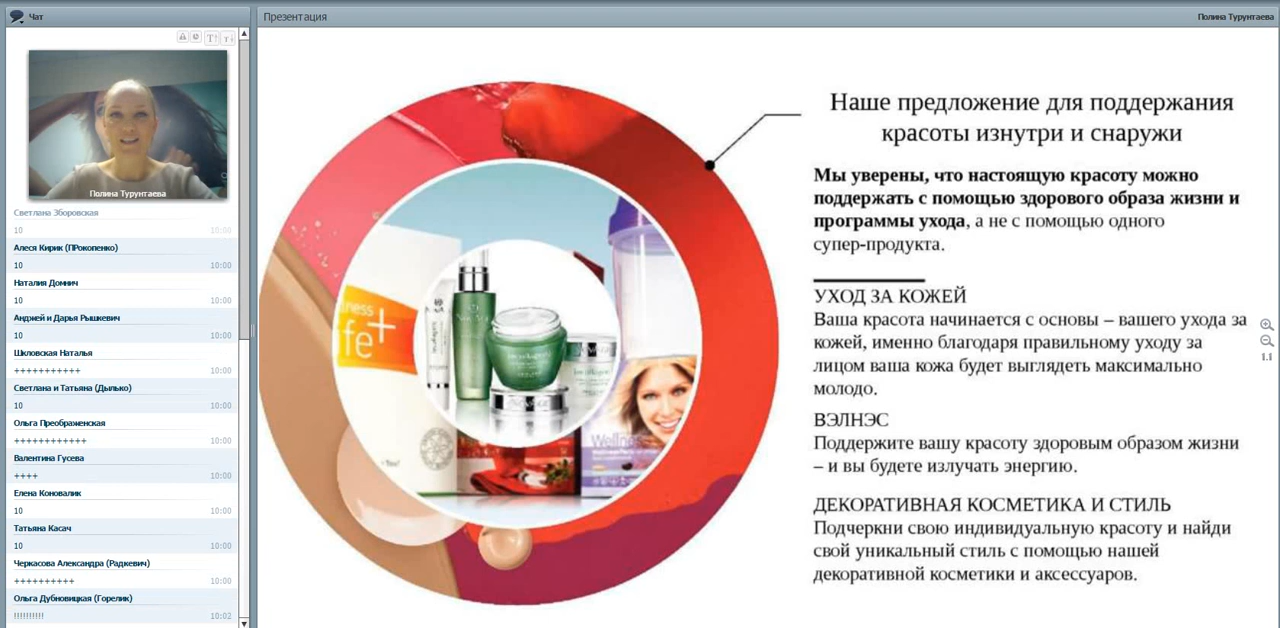 Чат
Презентация
Полина Турунтаева
Полина Турунтаева
Светлана Зборовская
10 10:00
Алеся Кирик (ПРокопенко)
10 10:00
Наталия Домнич
10 10:00
Анджей и Дарья Рышкевич
10 10:00
Шкловская Наталья
+++++++++++ 10:00
Светлана и Татьяна (Дылько)
10 10:00
Ольга Преображенская
++++++++++++ 10:00
Валентина Гусева
++++ 10:00
Елена Коновалик
10 10:00
Татьяна Касач
10 10:00
Черкасова Александра (Радкевич)
++++++++++ 10:00
Ольга Дубновицкая (Горелик)
!!!!!!!!!! 10:02
Наше предложение для поддержания
красоты изнутри и снаружи
Мы уверены, что настоящую красоту можно
поддержать с помощью здорового образа жизни и
программы ухода, а не с помощью одного
супер-продукта.
УХОД ЗА КОЖЕЙ
Ваша красота начинается с основы – вашего ухода за
кожей, именно благодаря правильному уходу за
лицом ваша кожа будет выглядеть максимально
молодо.
ВЭЛНЭС
Поддержите вашу красоту здоровым образом жизни
– и вы будете излучать энергию.
ДЕКОРАТИВНАЯ КОСМЕТИКА И СТИЛЬ
Подчеркни свою индивидуальную красоту и найди
свой уникальный стиль с помощью нашей
декоративной косметики и аксессуаров.
ness
fe+
Wellness
1:1